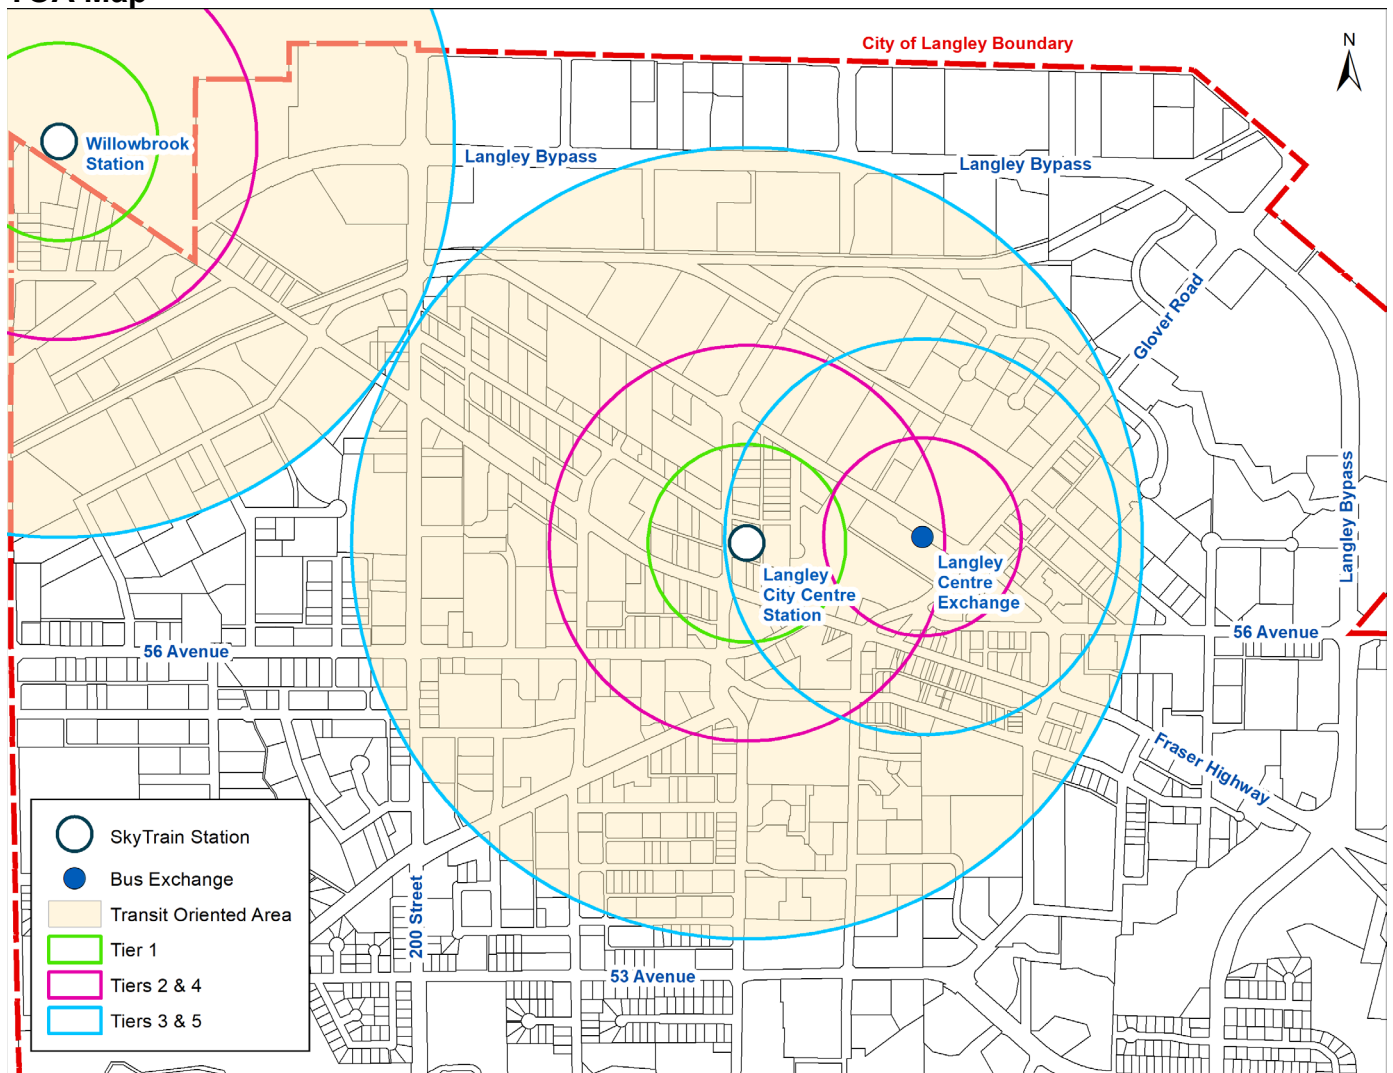 City of Langley Boundary
N
Willowbrook
Station
Langley Bypass
Langley Bypass
Glover Road
Langley Bypass
Langley
City Centre
Station
Langley
Centre
Exchange
56 Avenue
56 Avenue
Fraser Highway
200 Street
53 Avenue
SkyTrain Station
Bus Exchange
Transit Oriented Area
Tier 1
Tiers 2 & 4
Tiers 3 & 5